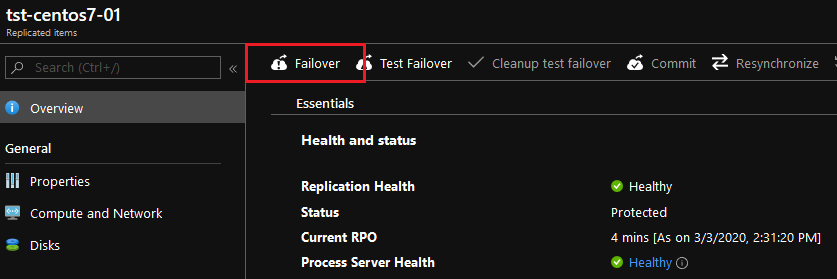 tst-centos7-01
Replicated items
Search (Ctrl+/)
«
Failover
Test Failover
Cleanup test failover
Commit
Resynchronize
Overview
General
Properties
Compute and Network
Disks
Essentials
Health and status
Replication Health Healthy
Status Protected
Current RPO 4 mins [As on 3/3/2020, 2:31:20 PM]
Process Server Health Healthy